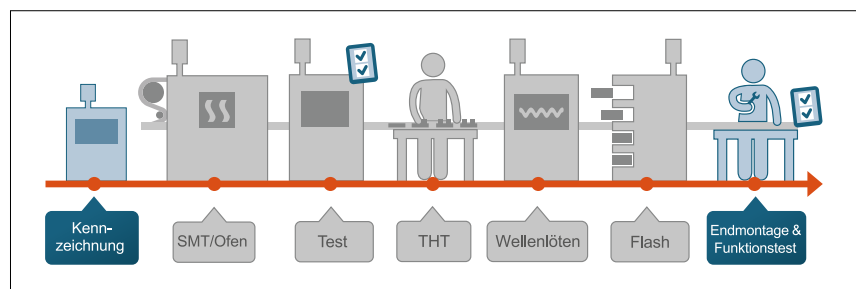 Kenn-
zeichnung
SMT/Ofen
Test
THT
Wellenlöten
Flash
Endmontage &
Funktionstest